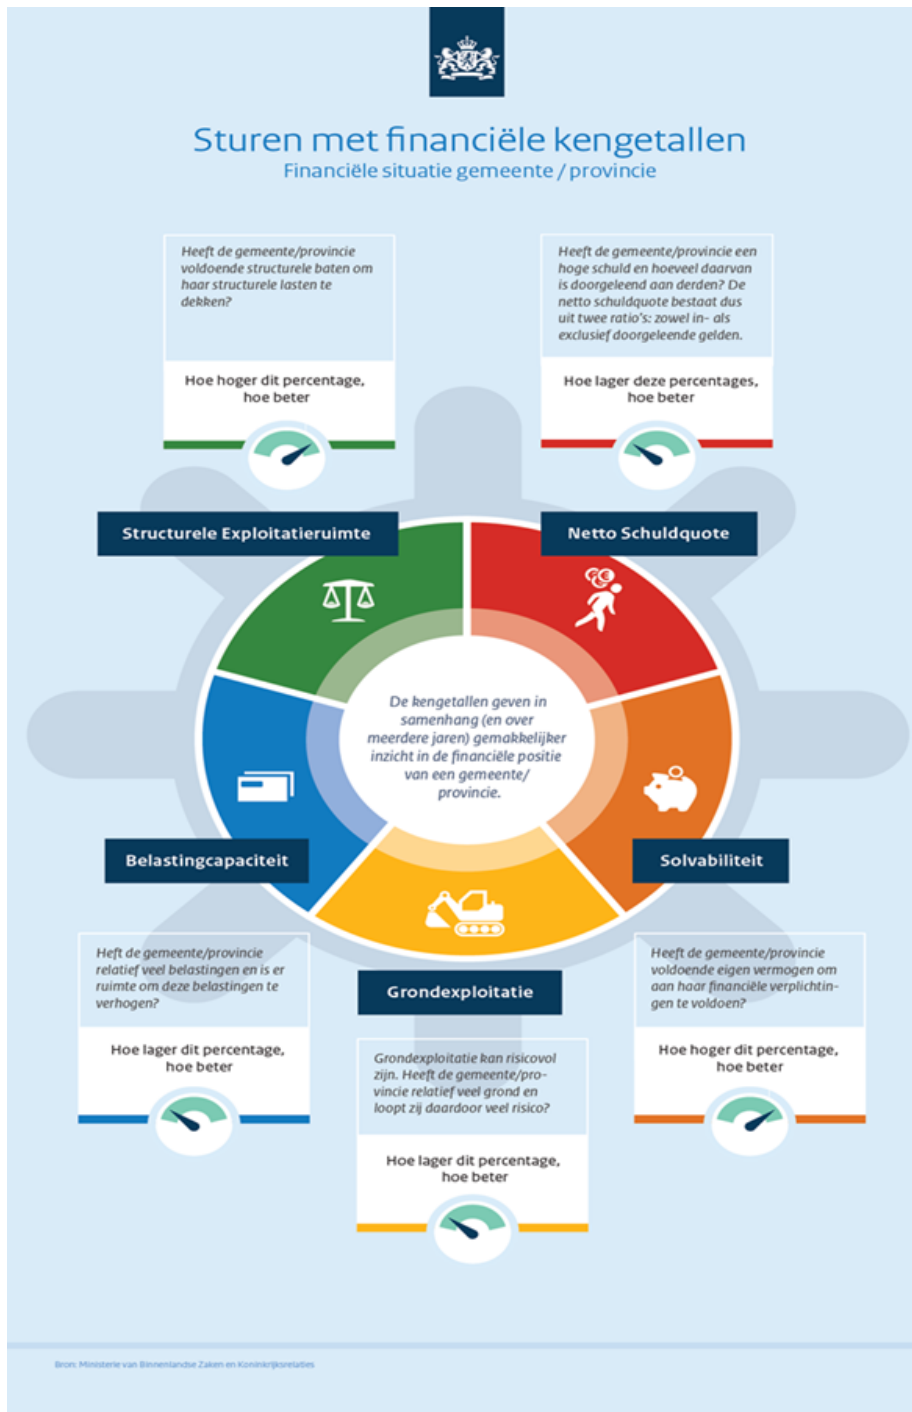 Sturen met financiële kengetallen
Financiële situatie gemeente / provincie
Heeft de gemeente/provincie
voldoende structurele baten om
haar structurele lasten te
dekken?
Hoe hoger dit percentage,
hoe beter
Heeft de gemeente/provincie een
hoge schuld en hoeveel daarvan
is doorgeleend aan derden? De
netto schuldquote bestaat dus
uit twee ratio's: zowel in- als
exclusief doorgeleende gelden.
Hoe lager deze percentages,
hoe beter
Structurele Exploitatieruimte
Netto Schuldquote
De kengetallen geven in
samenhang (en over
meerdere jaren) gemakkelijker
inzicht in de financiële positie
van een gemeente/
provincie.
Belastingcapaciteit
Solvabiliteit
Heft de gemeente/provincie
relatief veel belastingen en is er
ruimte om deze belastingen te
verhogen?
Hoe lager dit percentage,
hoe beter
Grondexploitatie
Grondexploitatie kan risicovol
zijn. Heeft de gemeente/pro-
vincie relatief veel grond en
loopt zij daardoor veel risico?
Hoe lager dit percentage,
hoe beter
Heeft de gemeente/provincie
voldoende eigen vermogen om
aan haar financiële verplichtin-
gen te voldoen?
Hoe hoger dit percentage,
hoe beter
Bron: Ministerie van Binnenlandse Zaken en Koninkrijksrelaties